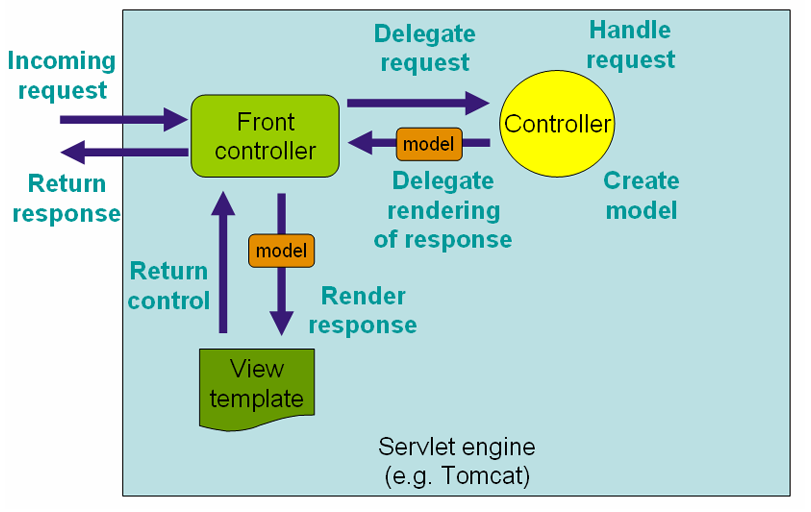 Incoming
request
Return
response
Delegate
request
Handle
request
Front
controller
Controller
model
Delegate
rendering
of response
Create
model
model
Return
control
Render
response
View
template
Servlet engine
(e.g. Tomcat)